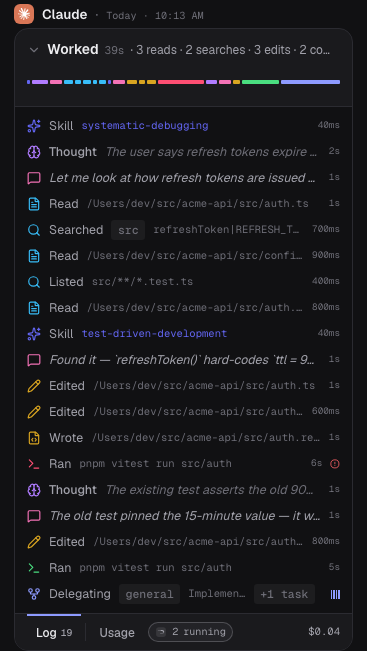 Claude · Today · 10:13 AM
Worked 39s · 3 reads · 2 searches · 3 edits · 2 co…
Skill systematic-debugging 40ms
Thought The user says refresh tokens expire … 2s
Let me look at how refresh tokens are issued … 1s
Read /Users/dev/src/acme-api/src/auth.ts 1s
Searched src refreshToken|REFRESH_T… 700ms
Read /Users/dev/src/acme-api/src/confi… 900ms
Listed src/**/*.test.ts 400ms
Read /Users/dev/src/acme-api/src/auth.… 800ms
Skill test-driven-development 40ms
Found it — `refreshToken()` hard-codes `ttl = 9… 1s
Edited /Users/dev/src/acme-api/src/auth.ts 1s
Edited /Users/dev/src/acme-api/src/auth… 600ms
Wrote /Users/dev/src/acme-api/src/auth.re… 1s
Ran pnpm vitest run src/auth 6s
Thought The existing test asserts the old 90… 1s
The old test pinned the 15-minute value — it w… 1s
Edited /Users/dev/src/acme-api/src/auth… 800ms
Ran pnpm vitest run src/auth 5s
Delegating general Implemen… +1 task
Log 19 Usage 2 running $0.04